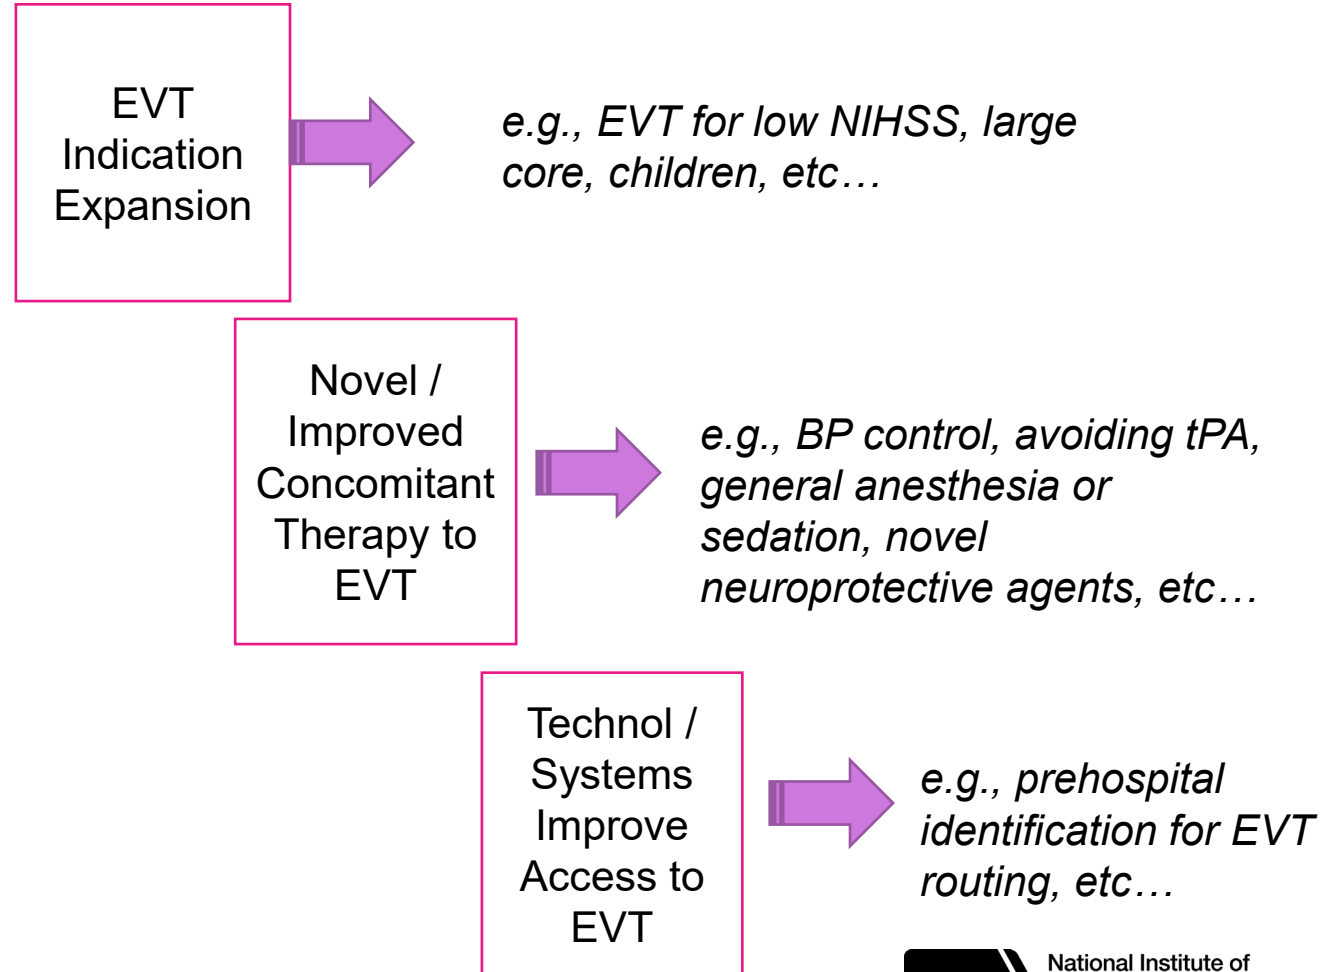 EVT
Indication
Expansion
e.g., EVT for low NIHSS, large
core, children, etc…
Novel /
Improved
Concomitant
Therapy to
EVT
e.g., BP control, avoiding tPA,
general anesthesia or
sedation, novel
neuroprotective agents, etc…
Technol /
Systems
Improve
Access to
EVT
e.g., prehospital
identification for EVT
routing, etc…
National Institute of